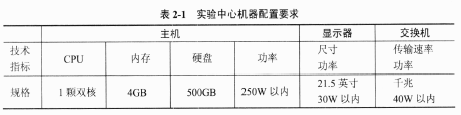 表 2-1 实验中心机器配置要求
主机 显示器 交换机
技术指标 CPU 内存 硬盘 功率 尺寸 功率 传输速率 功率
规格 1 颗双核 4GB 500GB 250W 以内 21.5 英寸 30W 以内 千兆 40W 以内